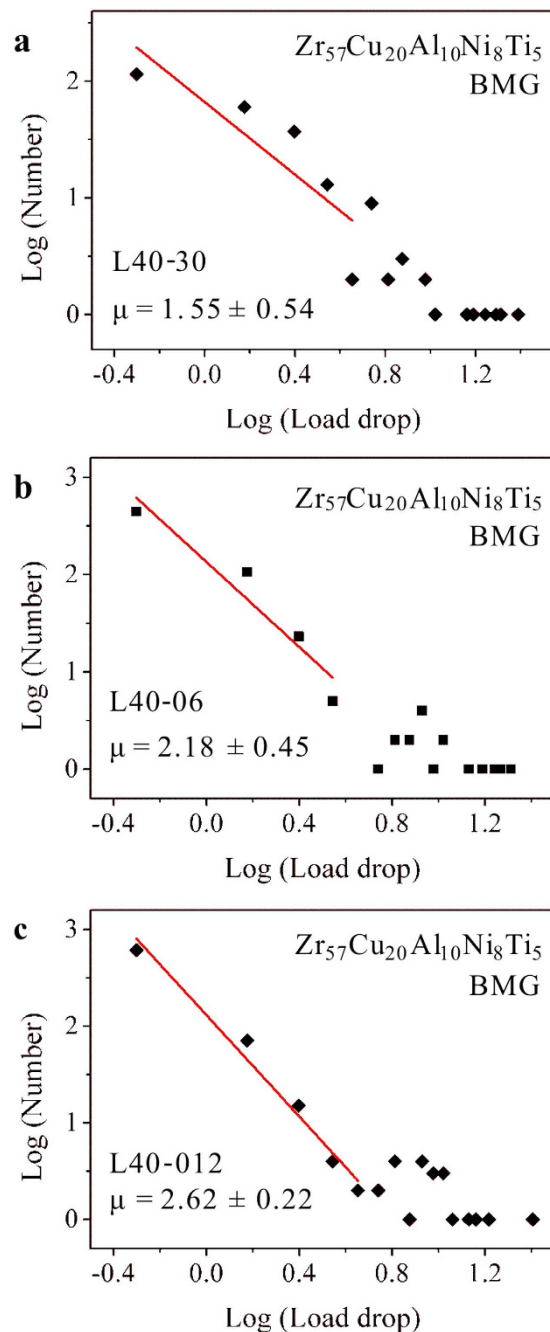 a
Zr₅₇Cu₂₀Al₁₀Ni₈Ti₅
BMG
Log (Number)
2
1
0
L40-30
μ = 1.55 ± 0.54
-0.4 0.0 0.4 0.8 1.2
Log (Load drop)
b
Zr₅₇Cu₂₀Al₁₀Ni₈Ti₅
BMG
Log (Number)
3
2
1
0
L40-06
μ = 2.18 ± 0.45
-0.4 0.0 0.4 0.8 1.2
Log (Load drop)
c
Zr₅₇Cu₂₀Al₁₀Ni₈Ti₅
BMG
Log (Number)
3
2
1
0
L40-012
μ = 2.62 ± 0.22
-0.4 0.0 0.4 0.8 1.2
Log (Load drop)